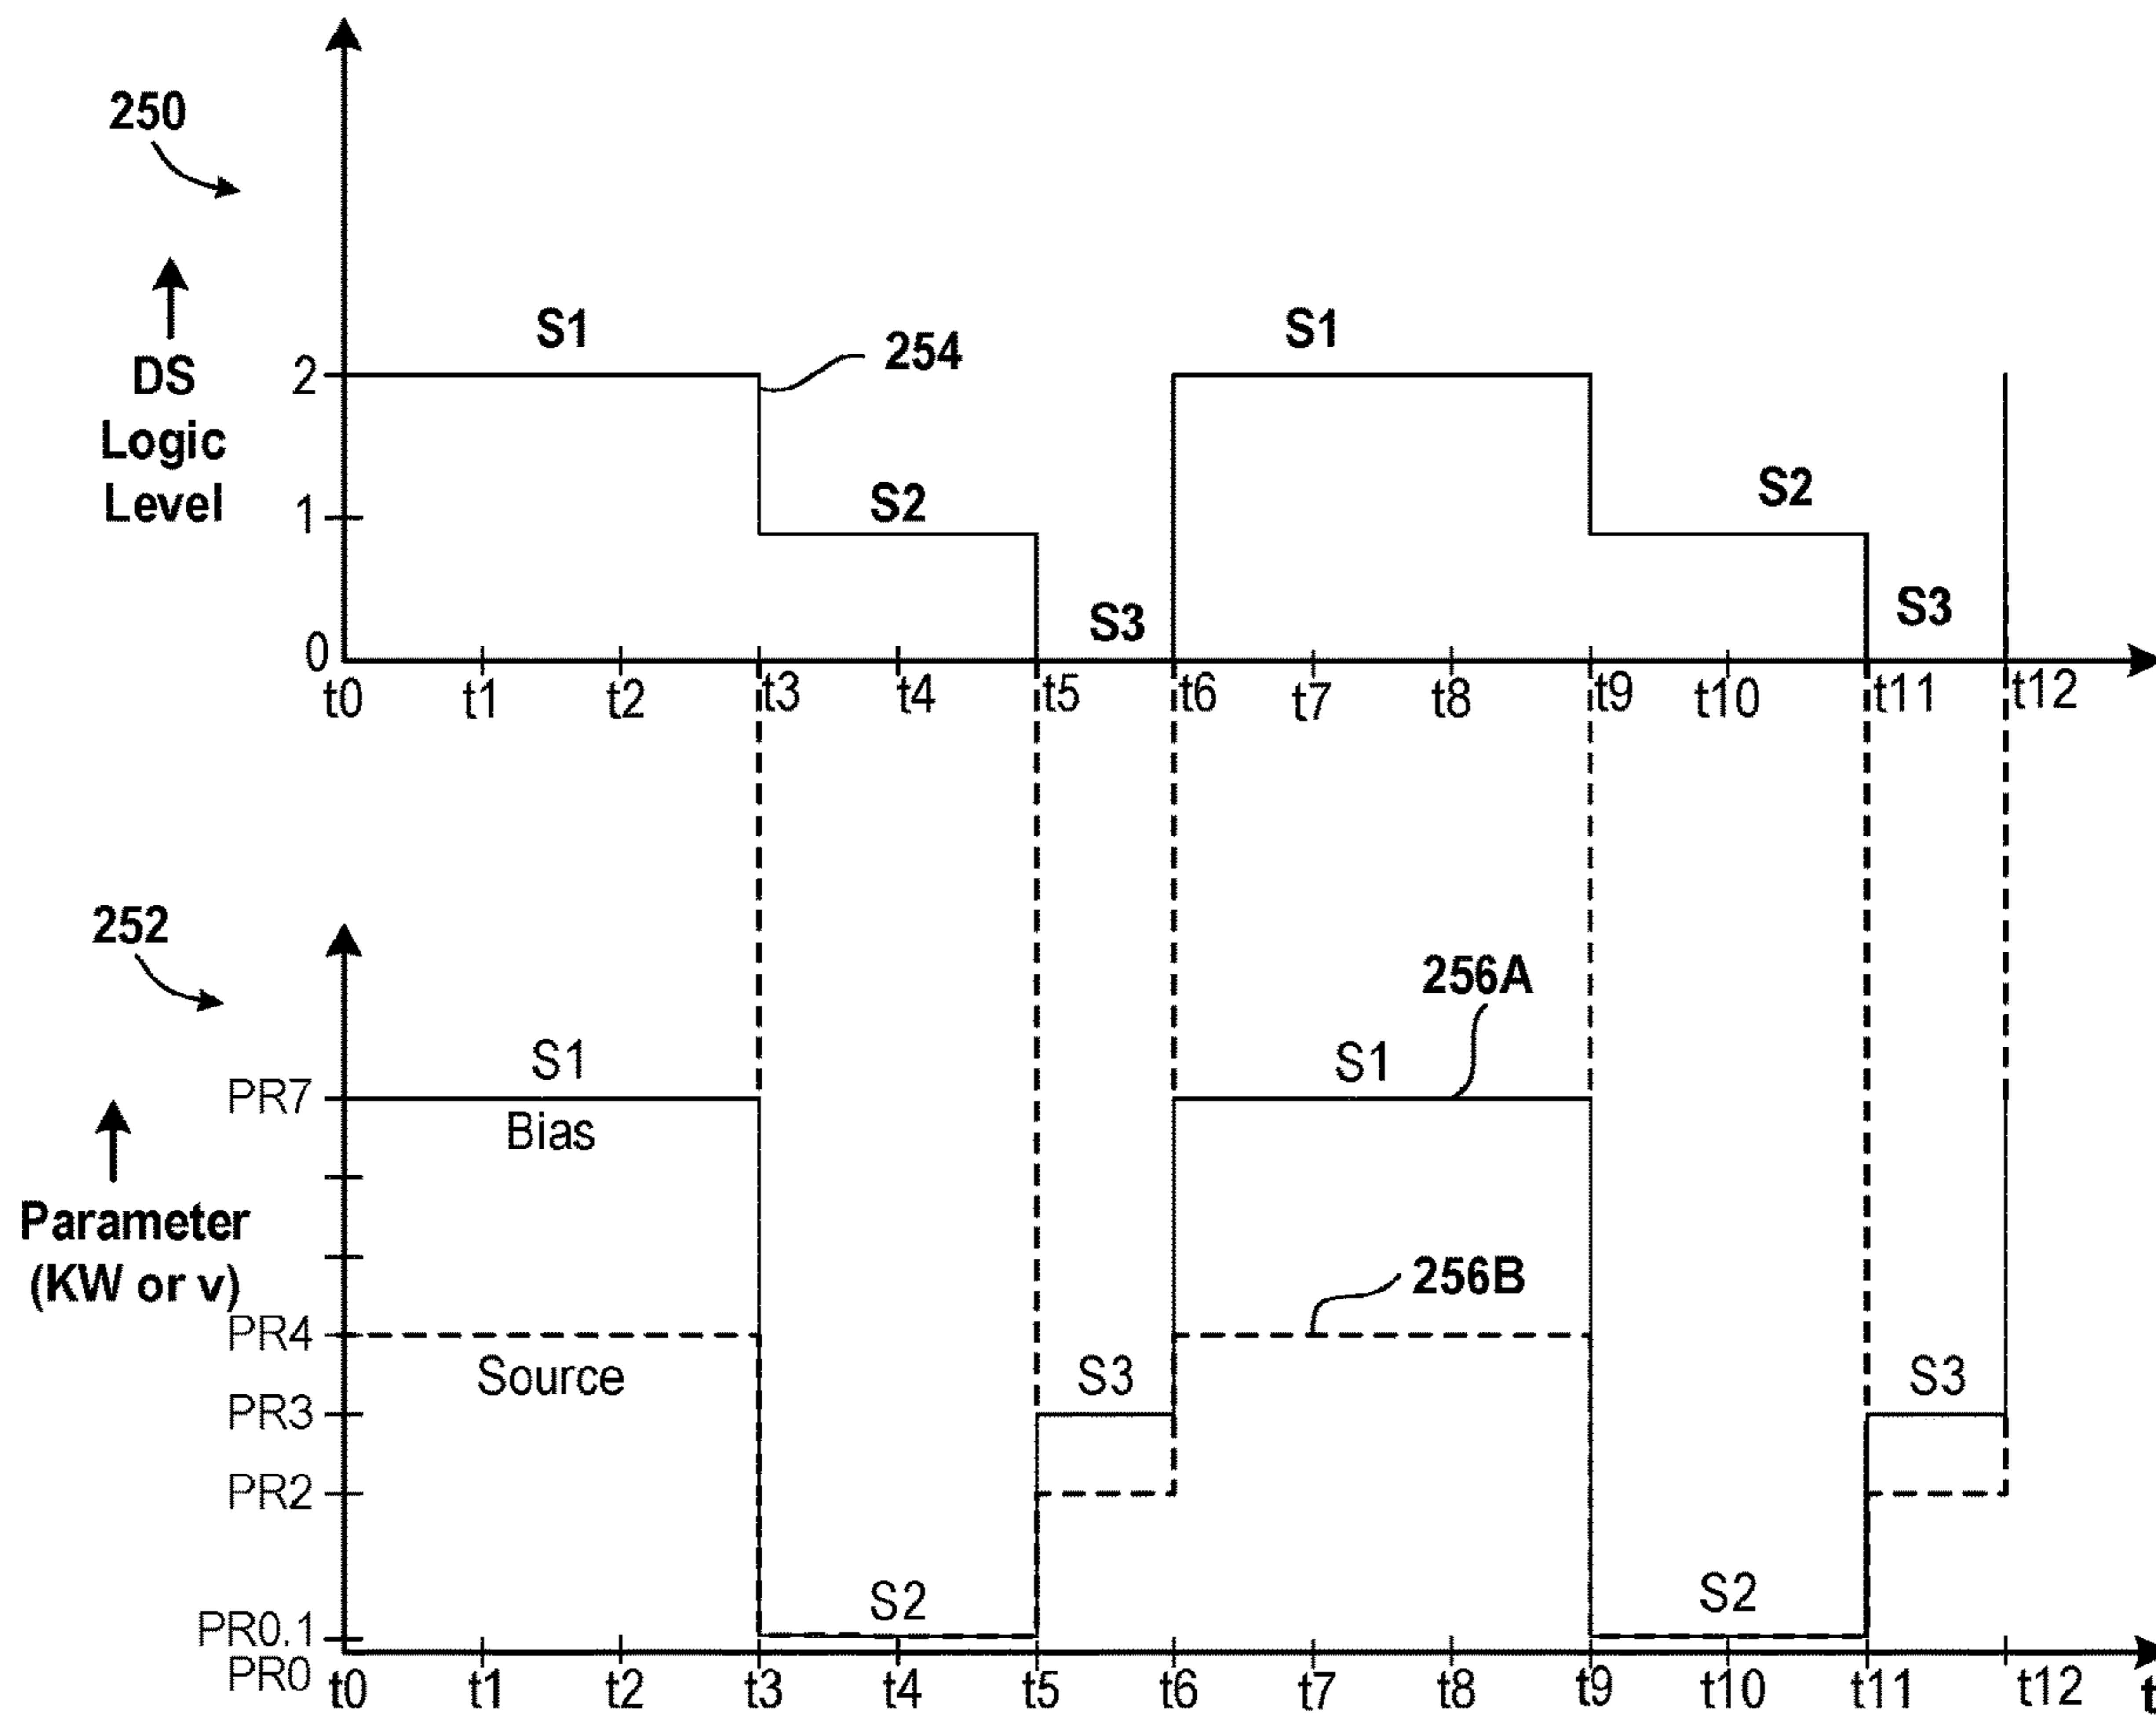 250
DS
Logic
Level
2
1
0
S1
254
S2
S3
S1
S2
S3
t0 t1 t2 t3 t4 t5 t6 t7 t8 t9 t10 t11 t12
252
Parameter
(KW or v)
PR7
PR4
PR3
PR2
PR0.1
PR0
S1
Bias
Source
S2
S3
256A
S1
256B
S2
S3
t0 t1 t2 t3 t4 t5 t6 t7 t8 t9 t10 t11 t12 t